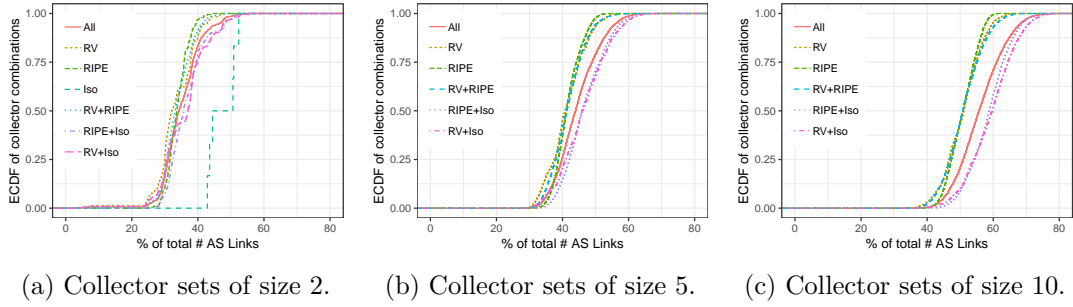 ECDF of collector combinations
1.00
0.75
0.50
0.25
0.00
All
RV
RIPE
Iso
RV+RIPE
RIPE+Iso
RV+Iso
0 20 40 60 80
% of total # AS Links
(a) Collector sets of size 2.
ECDF of collector combinations
1.00
0.75
0.50
0.25
0.00
All
RV
RIPE
RV+RIPE
RIPE+Iso
RV+Iso
0 20 40 60 80
% of total # AS Links
(b) Collector sets of size 5.
ECDF of collector combinations
1.00
0.75
0.50
0.25
0.00
All
RV
RIPE
RV+RIPE
RIPE+Iso
RV+Iso
0 20 40 60 80
% of total # AS Links
(c) Collector sets of size 10.